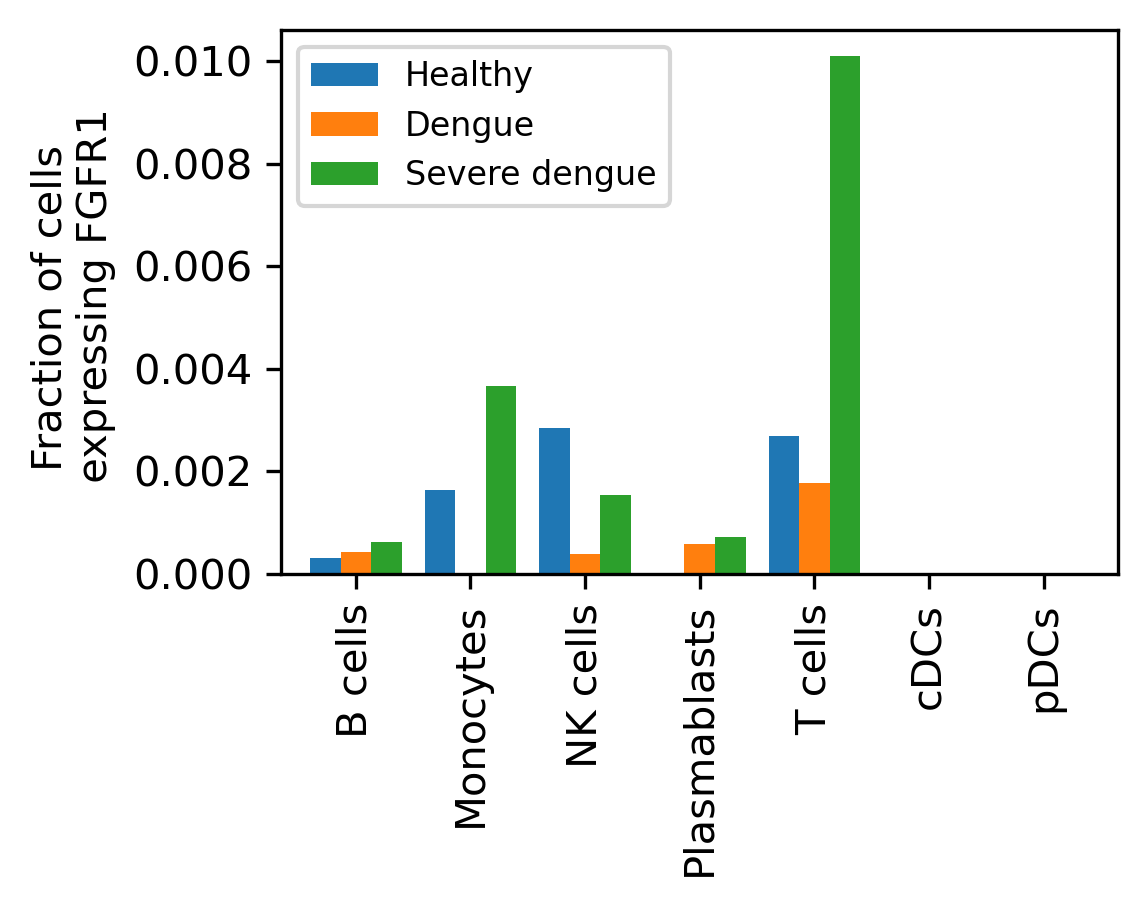 Fraction of cells
expressing FGFR1
0.010
0.008
0.006
0.004
0.002
0.000
Healthy
Dengue
Severe dengue
B cells
Monocytes
NK cells
Plasmablasts
T cells
cDCs
pDCs